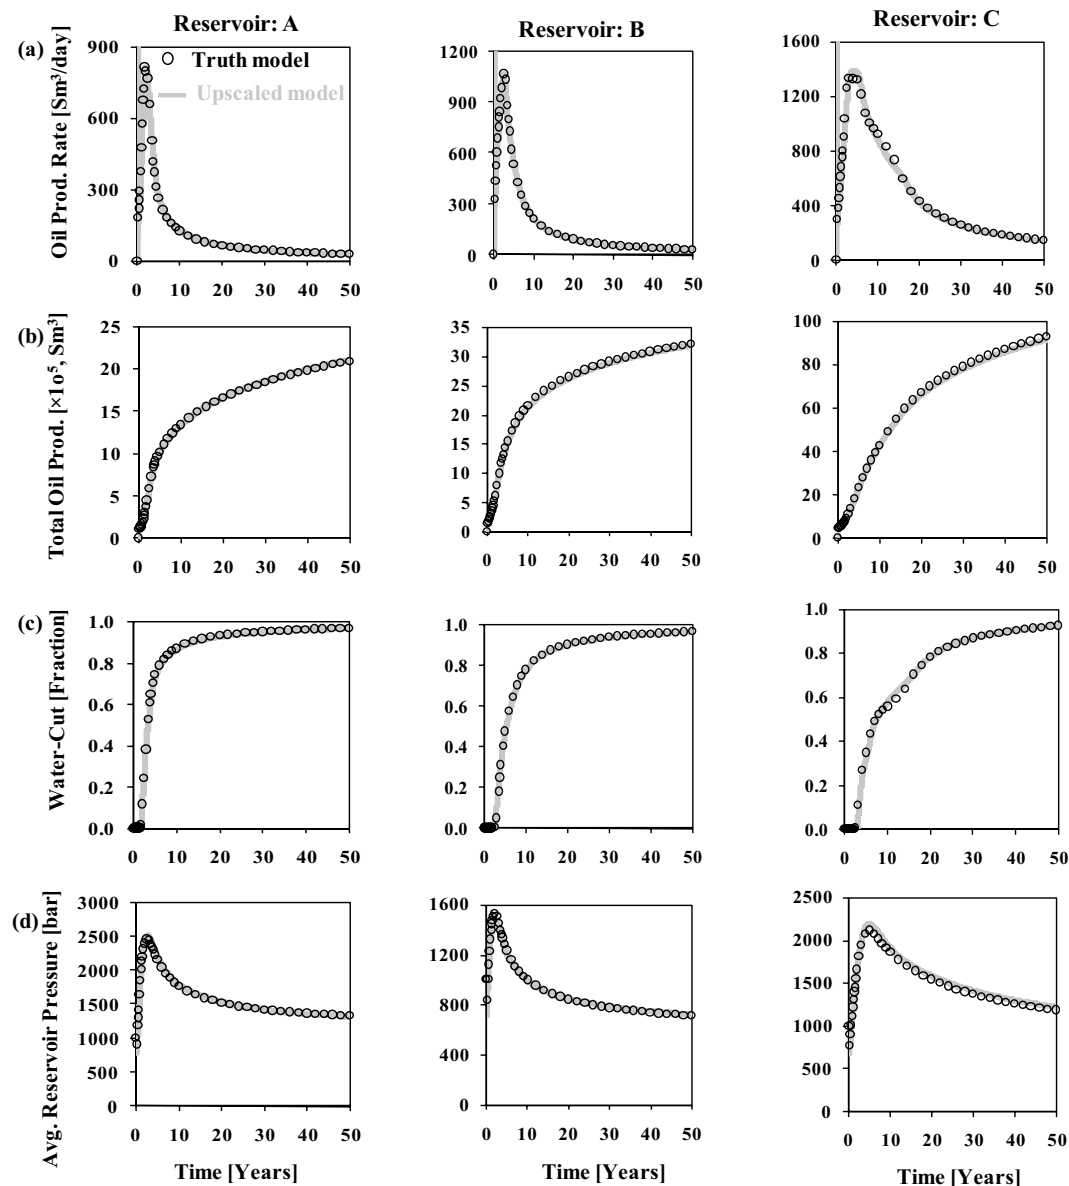 Reservoir: A
Reservoir: B
Reservoir: C
(a)
Oil Prod. Rate [Sm³/day]
900
600
300
0
Truth model
Upscaled model
0 10 20 30 40 50
1200
900
600
300
0
0 10 20 30 40 50
1600
1200
800
400
0
0 10 20 30 40 50
(b)
Total Oil Prod. [×10⁵, Sm³]
25
20
15
10
5
0
0 10 20 30 40 50
35
30
25
20
15
10
5
0
0 10 20 30 40 50
100
80
60
40
20
0
0 10 20 30 40 50
(c)
Water-Cut [Fraction]
1.0
0.8
0.6
0.4
0.2
0.0
0 10 20 30 40 50
1.0
0.8
0.6
0.4
0.2
0.0
0 10 20 30 40 50
1.0
0.8
0.6
0.4
0.2
0.0
0 10 20 30 40 50
(d)
Avg. Reservoir Pressure [bar]
3000
2500
2000
1500
1000
500
0
0 10 20 30 40 50
Time [Years]
1600
1200
800
400
0
0 10 20 30 40 50
Time [Years]
2500
2000
1500
1000
500
0
0 10 20 30 40 50
Time [Years]